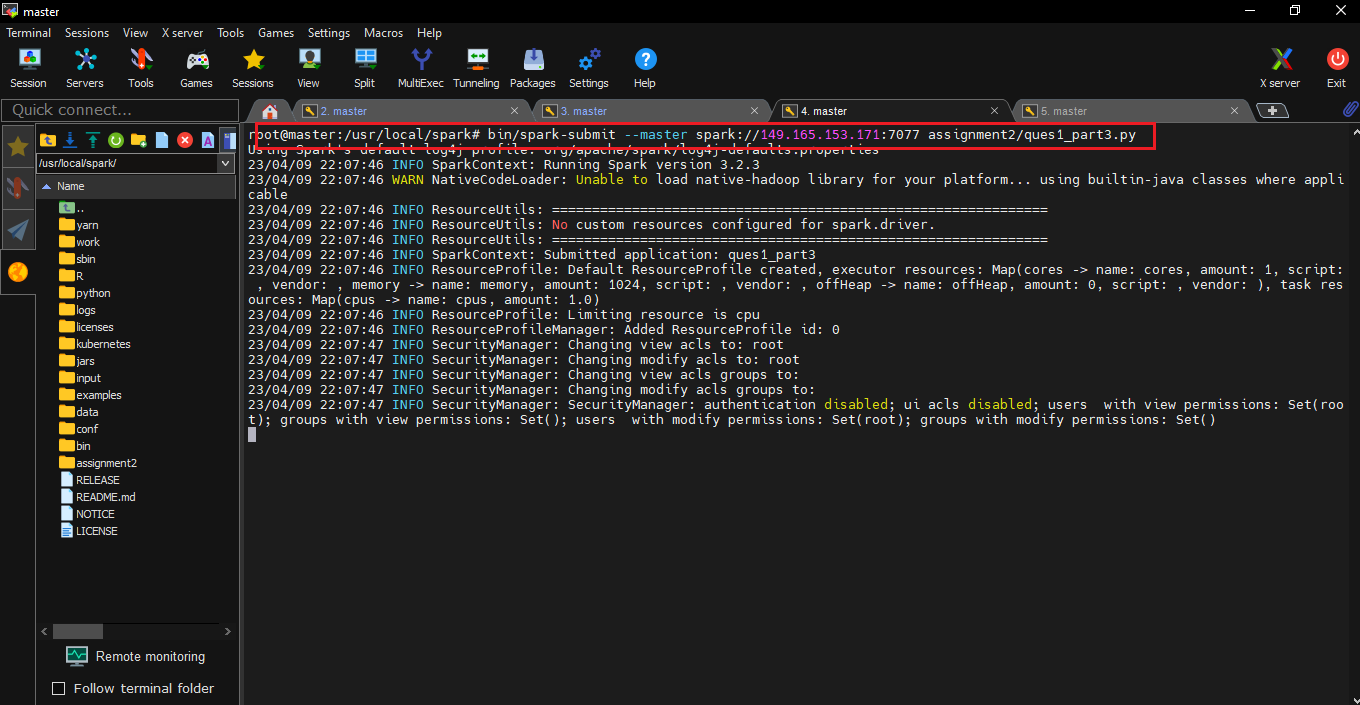 master
Terminal Sessions View X server Tools Games Settings Macros Help
Session Servers Tools Games Sessions View Split MultiExec Tunneling Packages Settings Help X server Exit
Quick connect...
2. master
3. master
4. master
5. master
/usr/local/spark/
Name
..
yarn
work
sbin
R
python
logs
licenses
kubernetes
jars
input
examples
data
conf
bin
assignment2
RELEASE
README.md
NOTICE
LICENSE
Remote monitoring
Follow terminal folder
root@master:/usr/local/spark# bin/spark-submit --master spark://149.165.153.171:7077 assignment2/ques1_part3.py
Using Spark's default log4j profile: org/apache/spark/log4j-defaults.properties
23/04/09 22:07:46 INFO SparkContext: Running Spark version 3.2.3
23/04/09 22:07:46 WARN NativeCodeLoader: Unable to load native-hadoop library for your platform... using builtin-java classes where appli
cable
23/04/09 22:07:46 INFO ResourceUtils: ==============================================================
23/04/09 22:07:46 INFO ResourceUtils: No custom resources configured for spark.driver.
23/04/09 22:07:46 INFO ResourceUtils: ==============================================================
23/04/09 22:07:46 INFO SparkContext: Submitted application: ques1_part3
23/04/09 22:07:46 INFO ResourceProfile: Default ResourceProfile created, executor resources: Map(cores -> name: cores, amount: 1, script:
 , vendor: , memory -> name: memory, amount: 1024, script: , vendor: , offHeap -> name: offHeap, amount: 0, script: , vendor: ), task res
ources: Map(cpus -> name: cpus, amount: 1.0)
23/04/09 22:07:46 INFO ResourceProfile: Limiting resource is cpu
23/04/09 22:07:46 INFO ResourceProfileManager: Added ResourceProfile id: 0
23/04/09 22:07:47 INFO SecurityManager: Changing view acls to: root
23/04/09 22:07:47 INFO SecurityManager: Changing modify acls to: root
23/04/09 22:07:47 INFO SecurityManager: Changing view acls groups to:
23/04/09 22:07:47 INFO SecurityManager: Changing modify acls groups to:
23/04/09 22:07:47 INFO SecurityManager: SecurityManager: authentication disabled; ui acls disabled; users  with view permissions: Set(roo
t); groups with view permissions: Set(); users  with modify permissions: Set(root); groups with modify permissions: Set()